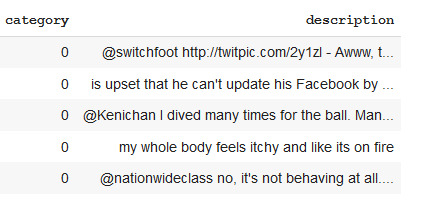 category description
0 @switchfoot http://twitpic.com/2y1zl - Awww, t...
0 is upset that he can't update his Facebook by ...
0 @Kenichan I dived many times for the ball. Man...
0 my whole body feels itchy and like its on fire
0 @nationwideclass no, it's not behaving at all....